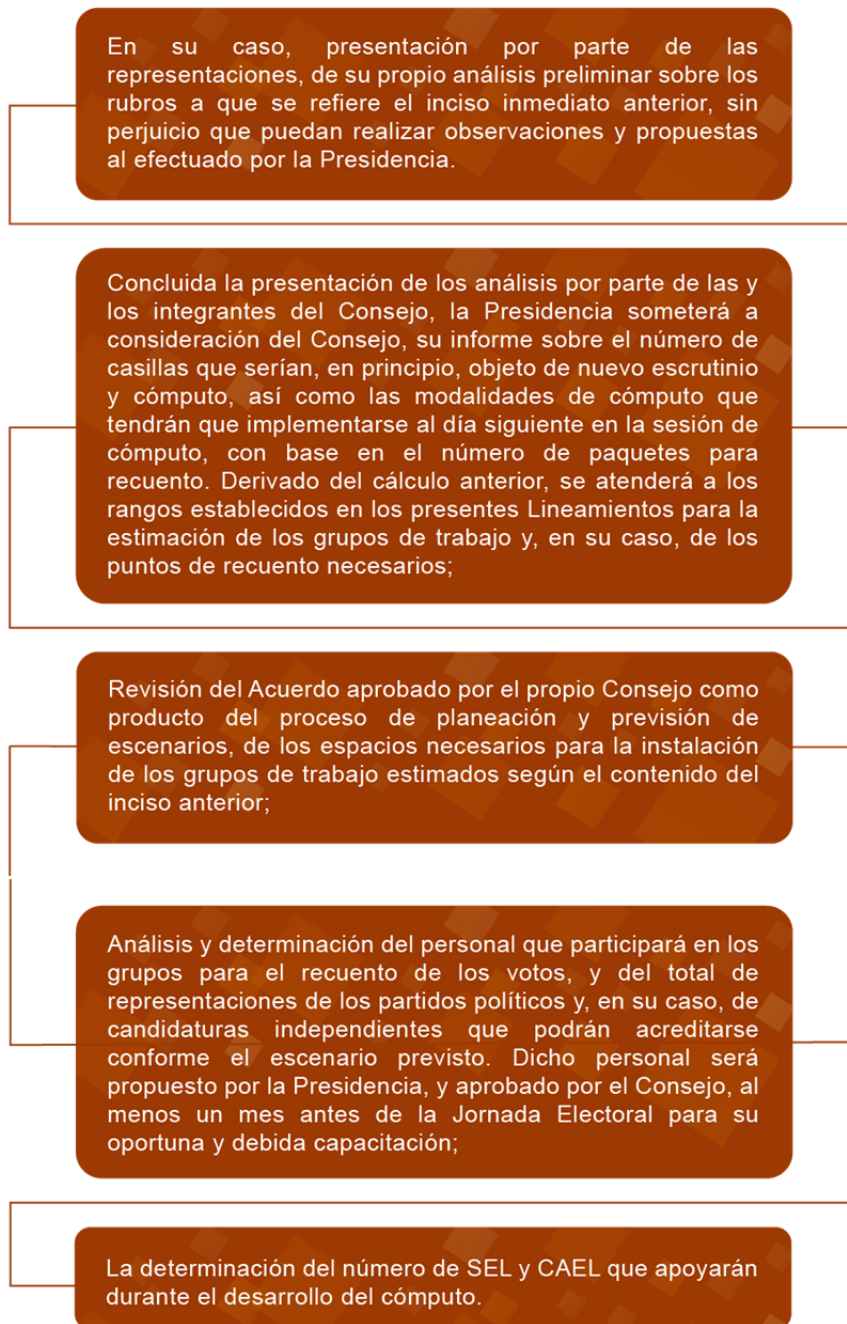 En su caso, presentación por parte de las
representaciones, de su propio análisis preliminar sobre los
rubros a que se refiere el inciso inmediato anterior, sin
perjuicio que puedan realizar observaciones y propuestas
al efectuado por la Presidencia.
Concluida la presentación de los análisis por parte de las y
los integrantes del Consejo, la Presidencia someterá a
consideración del Consejo, su informe sobre el número de
casillas que serían, en principio, objeto de nuevo escrutinio
y cómputo, así como las modalidades de cómputo que
tendrán que implementarse al día siguiente en la sesión de
cómputo, con base en el número de paquetes para
recuento. Derivado del cálculo anterior, se atenderá a los
rangos establecidos en los presentes Lineamientos para la
estimación de los grupos de trabajo y, en su caso, de los
puntos de recuento necesarios;
Revisión del Acuerdo aprobado por el propio Consejo como
producto del proceso de planeación y previsión de
escenarios, de los espacios necesarios para la instalación
de los grupos de trabajo estimados según el contenido del
inciso anterior;
Análisis y determinación del personal que participará en los
grupos para el recuento de los votos, y del total de
representaciones de los partidos políticos y, en su caso, de
candidaturas independientes que podrán acreditarse
conforme el escenario previsto. Dicho personal será
propuesto por la Presidencia, y aprobado por el Consejo, al
menos un mes antes de la Jornada Electoral para su
oportuna y debida capacitación;
La determinación del número de SEL y CAEL que apoyarán
durante el desarrollo del cómputo.